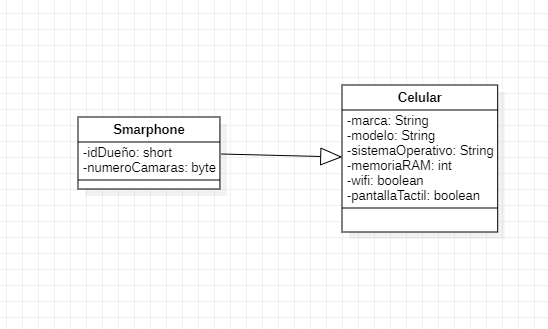 Smarphone
-idDueño: short
-numeroCamaras: byte
Celular
-marca: String
-modelo: String
-sistemaOperativo: String
-memoriaRAM: int
-wifi: boolean
-pantallaTactil: boolean